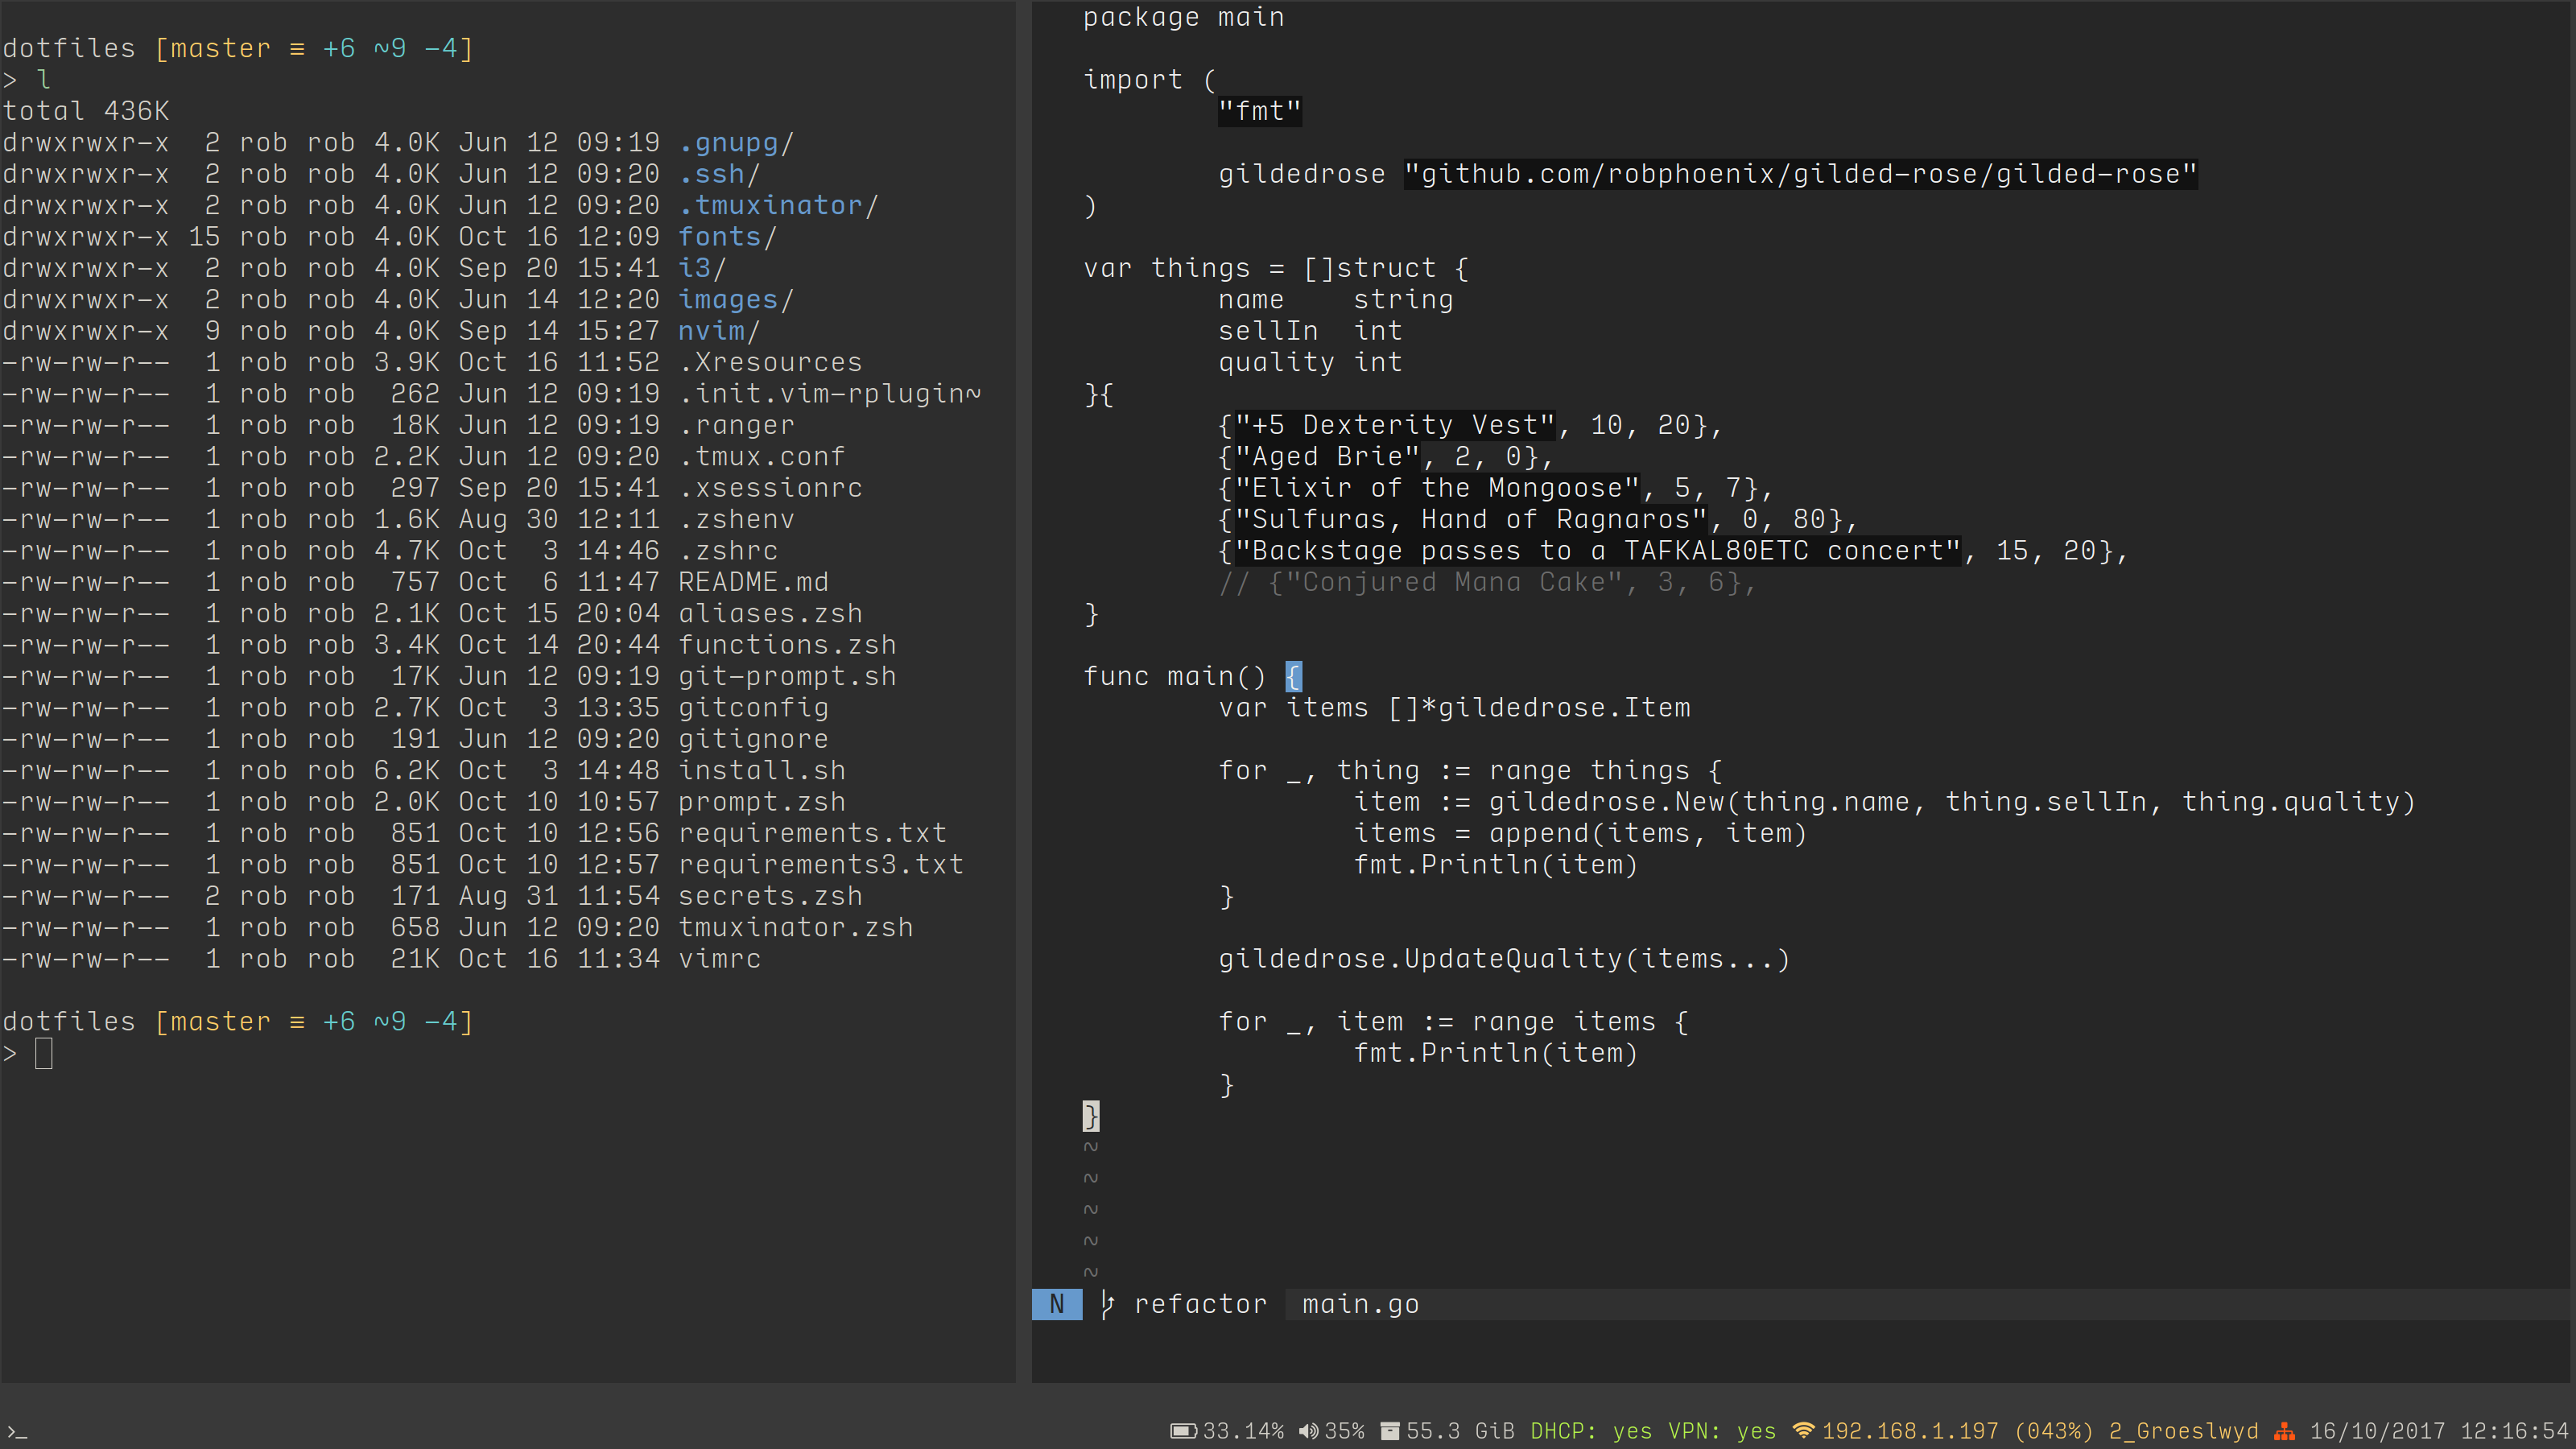 dotfiles [master ≡ +6 ~9 -4]
> l
total 436K
drwxrwxr-x  2 rob rob 4.0K Jun 12 09:19 .gnupg/
drwxrwxr-x  2 rob rob 4.0K Jun 12 09:20 .ssh/
drwxrwxr-x  2 rob rob 4.0K Jun 12 09:20 .tmuxinator/
drwxrwxr-x 15 rob rob 4.0K Oct 16 12:09 fonts/
drwxrwxr-x  2 rob rob 4.0K Sep 20 15:41 i3/
drwxrwxr-x  2 rob rob 4.0K Jun 14 12:20 images/
drwxrwxr-x  9 rob rob 4.0K Sep 14 15:27 nvim/
-rw-rw-r--  1 rob rob 3.9K Oct 16 11:52 .Xresources
-rw-rw-r--  1 rob rob  262 Jun 12 09:19 .init.vim-rplugin~
-rw-rw-r--  1 rob rob  18K Jun 12 09:19 .ranger
-rw-rw-r--  1 rob rob 2.2K Jun 12 09:20 .tmux.conf
-rw-rw-r--  1 rob rob  297 Sep 20 15:41 .xsessionrc
-rw-rw-r--  1 rob rob 1.6K Aug 30 12:11 .zshenv
-rw-rw-r--  1 rob rob 4.7K Oct  3 14:46 .zshrc
-rw-rw-r--  1 rob rob  757 Oct  6 11:47 README.md
-rw-rw-r--  1 rob rob 2.1K Oct 15 20:04 aliases.zsh
-rw-rw-r--  1 rob rob 3.4K Oct 14 20:44 functions.zsh
-rw-rw-r--  1 rob rob  17K Jun 12 09:19 git-prompt.sh
-rw-rw-r--  1 rob rob 2.7K Oct  3 13:35 gitconfig
-rw-rw-r--  1 rob rob  191 Jun 12 09:20 gitignore
-rw-rw-r--  1 rob rob 6.2K Oct  3 14:48 install.sh
-rw-rw-r--  1 rob rob 2.0K Oct 10 10:57 prompt.zsh
-rw-rw-r--  1 rob rob  851 Oct 10 12:56 requirements.txt
-rw-rw-r--  1 rob rob  851 Oct 10 12:57 requirements3.txt
-rw-rw-r--  2 rob rob  171 Aug 31 11:54 secrets.zsh
-rw-rw-r--  1 rob rob  658 Jun 12 09:20 tmuxinator.zsh
-rw-rw-r--  1 rob rob  21K Oct 16 11:34 vimrc
dotfiles [master ≡ +6 ~9 -4]
>
package main
import (
        "fmt"
        gildedrose "github.com/robphoenix/gilded-rose/gilded-rose"
)
var things = []struct {
        name    string
        sellIn  int
        quality int
}{
        {"+5 Dexterity Vest", 10, 20},
        {"Aged Brie", 2, 0},
        {"Elixir of the Mongoose", 5, 7},
        {"Sulfuras, Hand of Ragnaros", 0, 80},
        {"Backstage passes to a TAFKAL80ETC concert", 15, 20},
        // {"Conjured Mana Cake", 3, 6},
}
func main() {
        var items []*gildedrose.Item
        for _, thing := range things {
                item := gildedrose.New(thing.name, thing.sellIn, thing.quality)
                items = append(items, item)
                fmt.Println(item)
        }
        gildedrose.UpdateQuality(items...)
        for _, item := range items {
                fmt.Println(item)
        }
}
~
~
~
~
~
N refactor main.go
>_ 33.14% 35% 55.3 GiB DHCP: yes VPN: yes 192.168.1.197 (043%) 2_Groeslwyd 16/10/2017 12:16:54